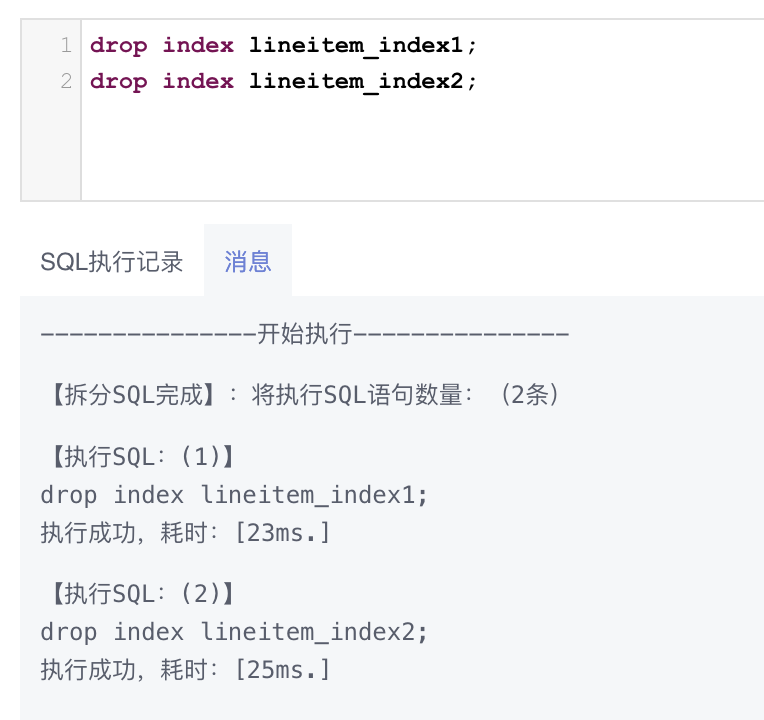 1 drop index lineitem_index1;
2 drop index lineitem_index2;
SQL执行记录 消息
---------------开始执行---------------
【拆分SQL完成】：将执行SQL语句数量：（2条）
【执行SQL：(1)】
drop index lineitem_index1;
执行成功，耗时：[23ms.]
【执行SQL：(2)】
drop index lineitem_index2;
执行成功，耗时：[25ms.]